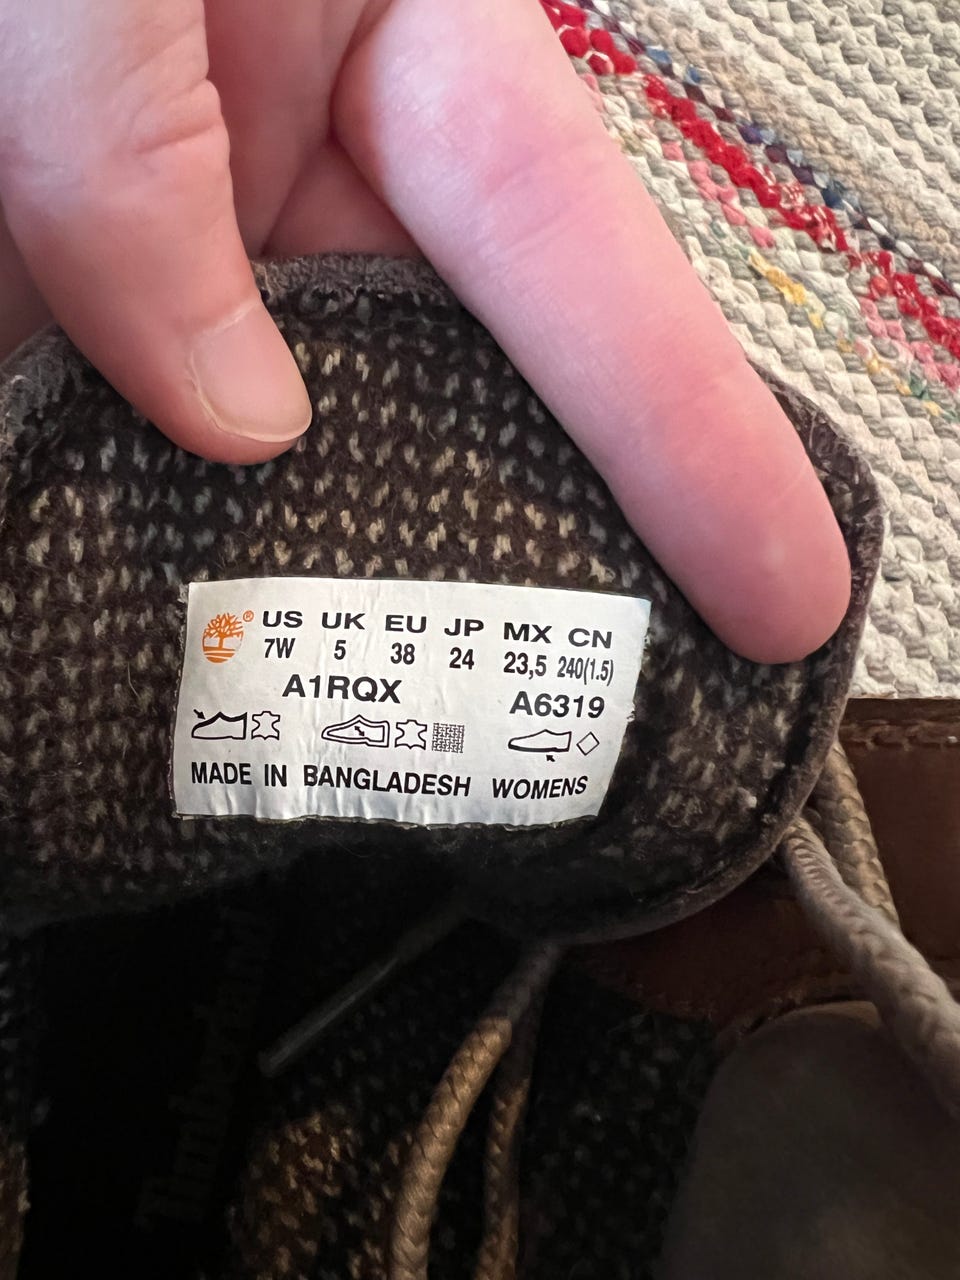 ® US UK EU JP MX CN
7W 5 38 24 23,5 240(1.5)
A1RQX A6319
MADE IN BANGLADESH WOMENS
Timberland